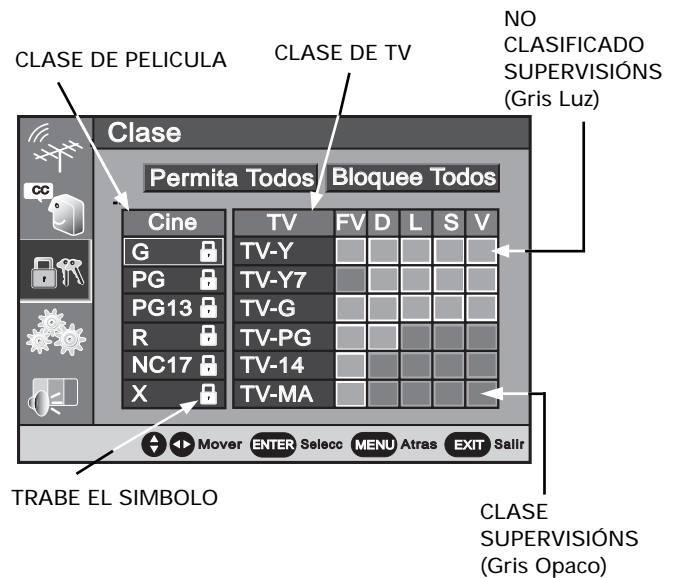 NO
CLASIFICADO
SUPERVISIÓNS
(Gris Luz)
CLASE DE PELICULA
CLASE DE TV
Clase
CC
Permita Todos Bloquee Todos
Cine TV FV D L S V
G TV-Y
PG TV-Y7
PG13 TV-G
R TV-PG
NC17 TV-14
X TV-MA
Mover ENTER Selecc MENU Atras EXIT Salir
TRABE EL SIMBOLO
CLASE
SUPERVISIÓNS
(Gris Opaco)